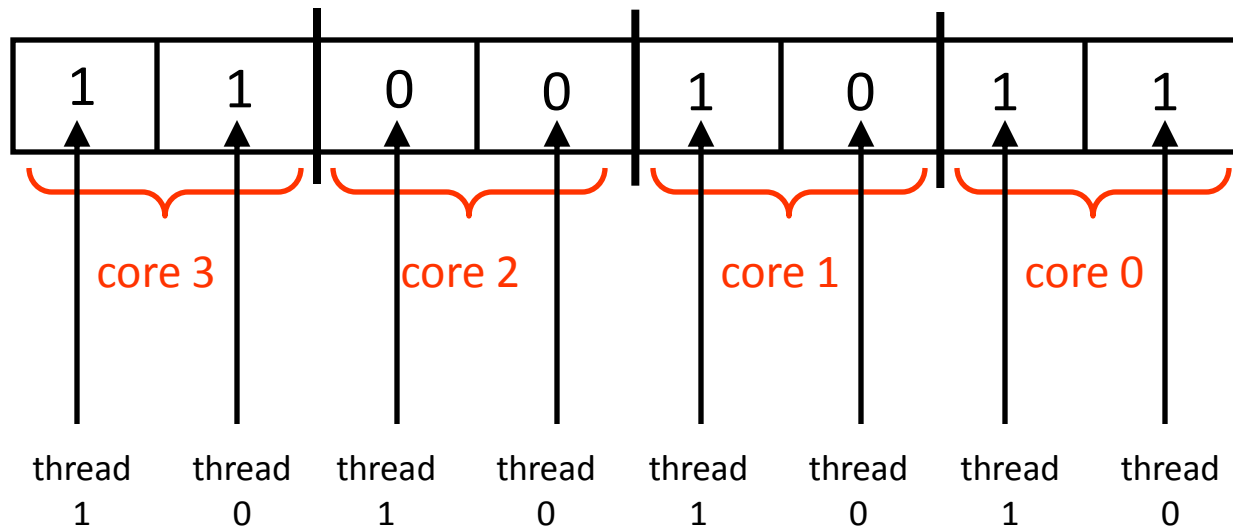 1 1 0 0 1 0 1 1
core 3 core 2 core 1 core 0
thread thread thread thread thread thread thread thread
1 0 1 0 1 0 1 0